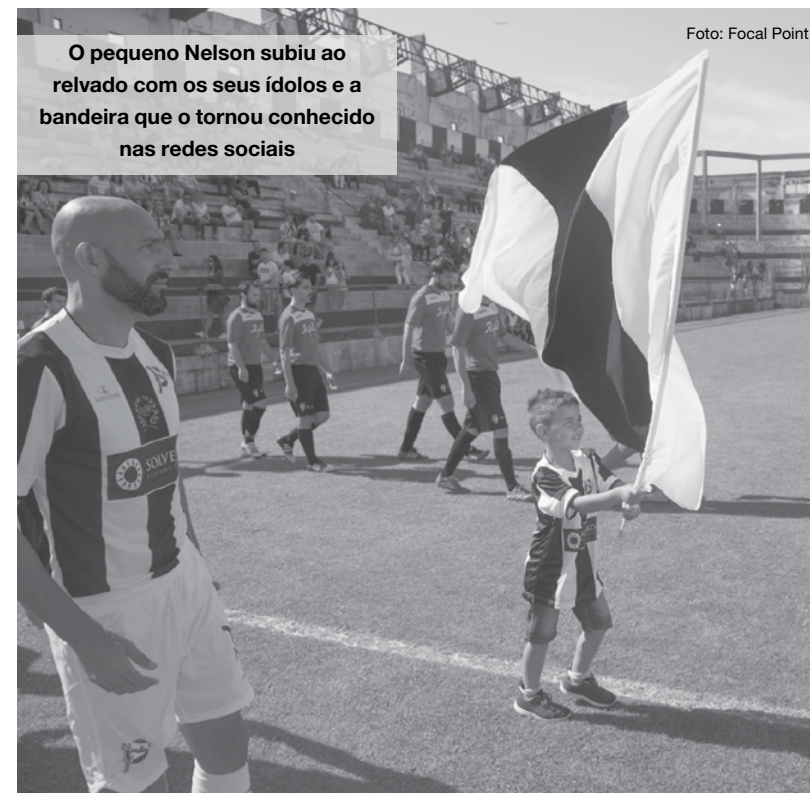 O pequeno Nelson subiu ao
relvado com os seus ídolos e a
bandeira que o tornou conhecido
nas redes sociais
Foto: Focal Point
SOLVE